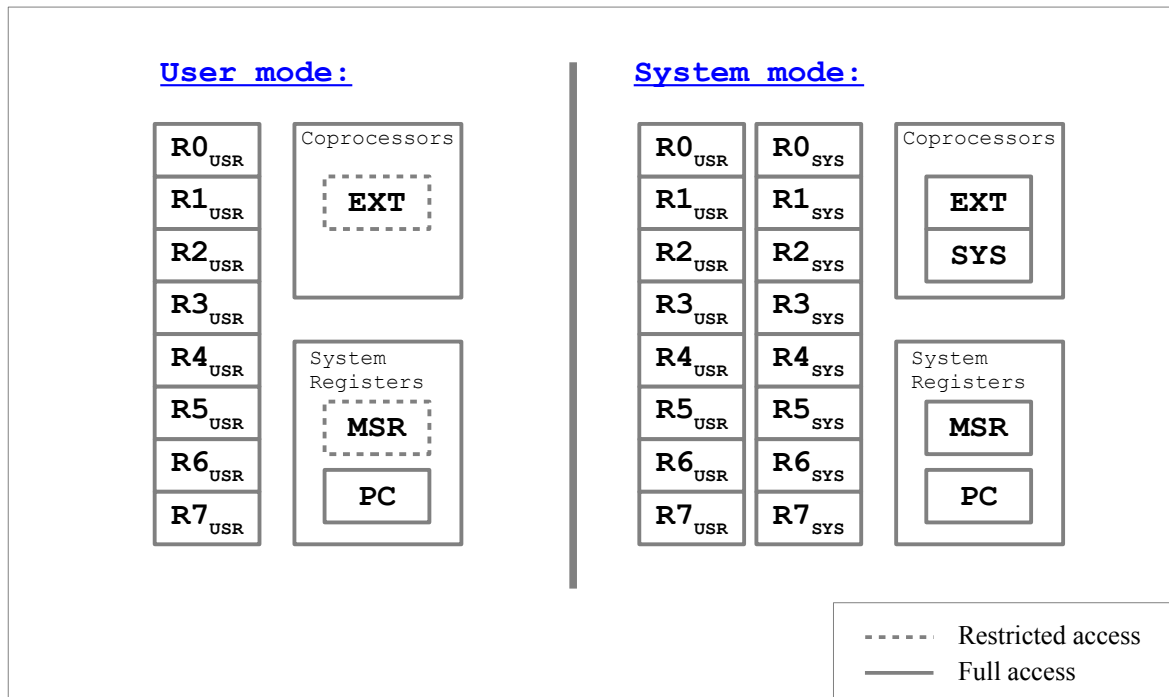 User mode:
R0USR
R1USR
R2USR
R3USR
R4USR
R5USR
R6USR
R7USR
Coprocessors
EXT
System
Registers
MSR
PC
System mode:
R0USR R0SYS
R1USR R1SYS
R2USR R2SYS
R3USR R3SYS
R4USR R4SYS
R5USR R5SYS
R6USR R6SYS
R7USR R7SYS
Coprocessors
EXT
SYS
System
Registers
MSR
PC
Restricted access
Full access